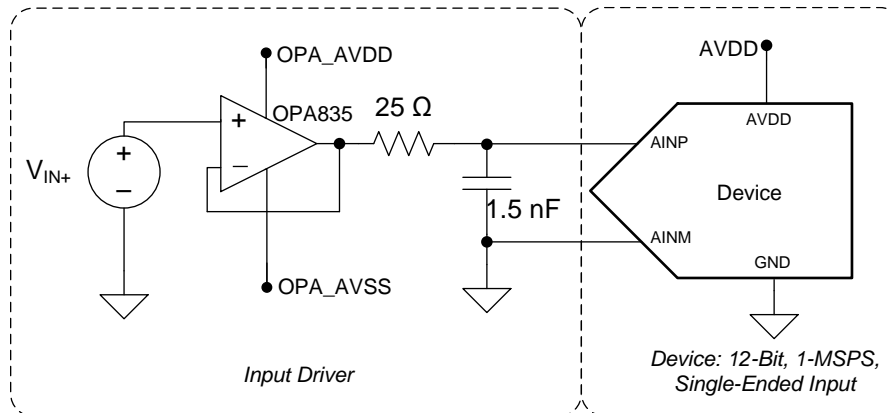 OPA_AVDD
AVDD
OPA835
25 Ω
+
AVDD
AINP
+
−
VIN+
−
Device
1.5 nF
AINM
GND
OPA_AVSS
Input Driver
Device: 12-Bit, 1-MSPS,
Single-Ended Input